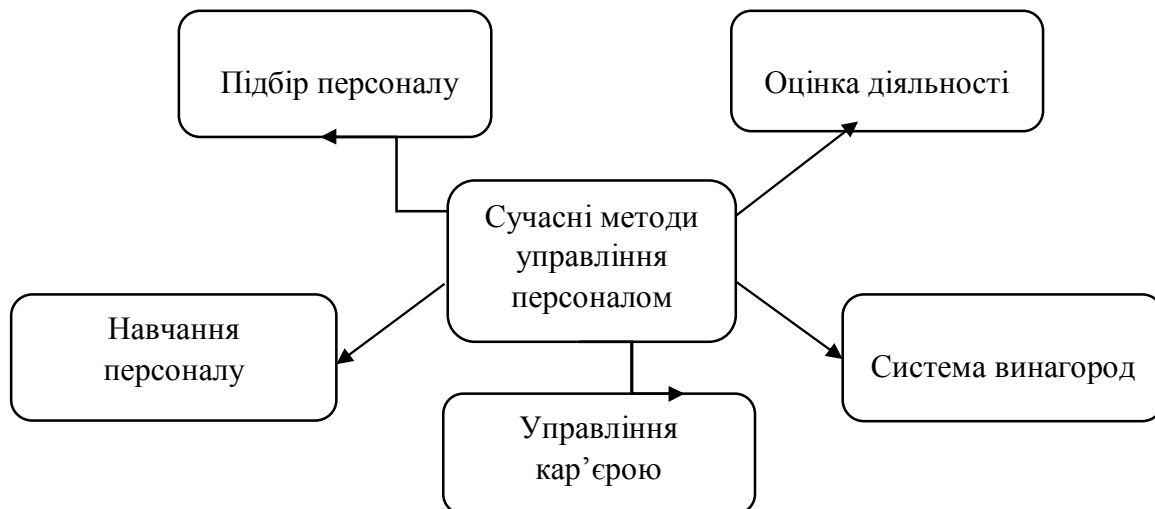 Підбір персоналу
Оцінка діяльності
Сучасні методи
управління
персоналом
Навчання
персоналу
Система винагород
Управління
кар’єрою